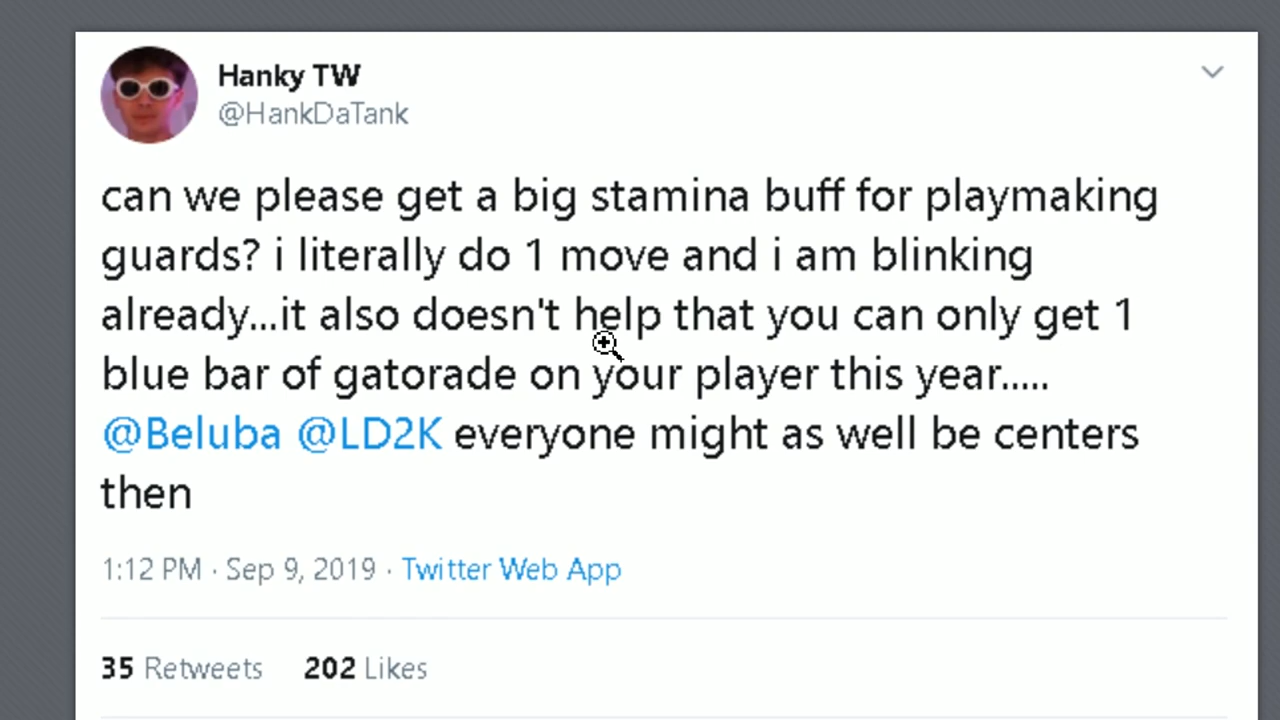 Hanky TW
@HankDaTank
can we please get a big stamina buff for playmaking
guards? i literally do 1 move and i am blinking
already...it also doesn't help that you can only get 1
blue bar of gatorade on your player this year.....
@Beluba @LD2K everyone might as well be centers
then
1:12 PM · Sep 9, 2019 · Twitter Web App
35 Retweets 202 Likes